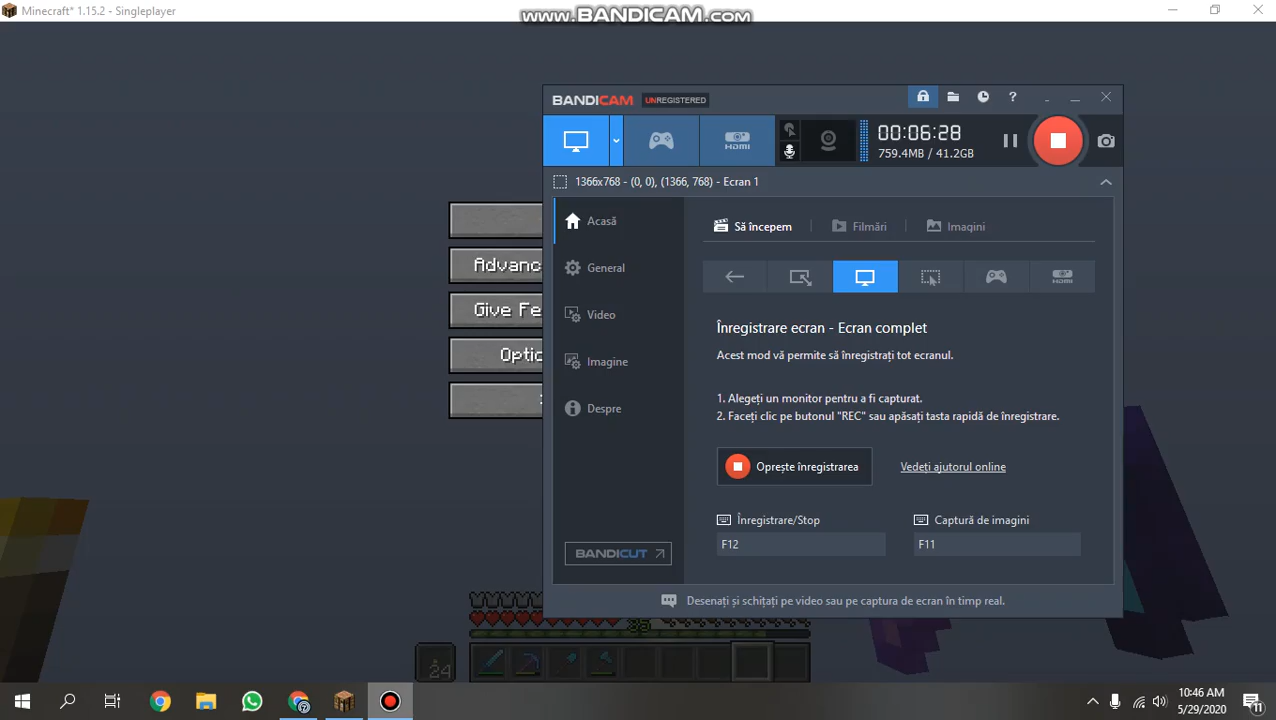 Minecraft* 1.15.2 - Singleplayer
www.BANDICAM.com
BANDICAM UNREGISTERED
HDMI
00:06:28
759.4MB / 41.2GB
1366x768 - (0, 0), (1366, 768) - Ecran 1
Acasă
General
Video
Imagine
Despre
BANDICUT
Să începem
Filmări
Imagini
HDMI
Înregistrare ecran - Ecran complet
Acest mod vă permite să înregistrați tot ecranul.
1. Alegeți un monitor pentru a fi capturat.
2. Faceți clic pe butonul "REC" sau apăsați tasta rapidă de înregistrare.
Oprește înregistrarea
Vedeți ajutorul online
Înregistrare/Stop
Captură de imagini
F12
F11
Desenați și schițați pe video sau pe captura de ecran în timp real.
Advanc
Give Fe
Optic
24
10:46 AM
5/29/2020
11